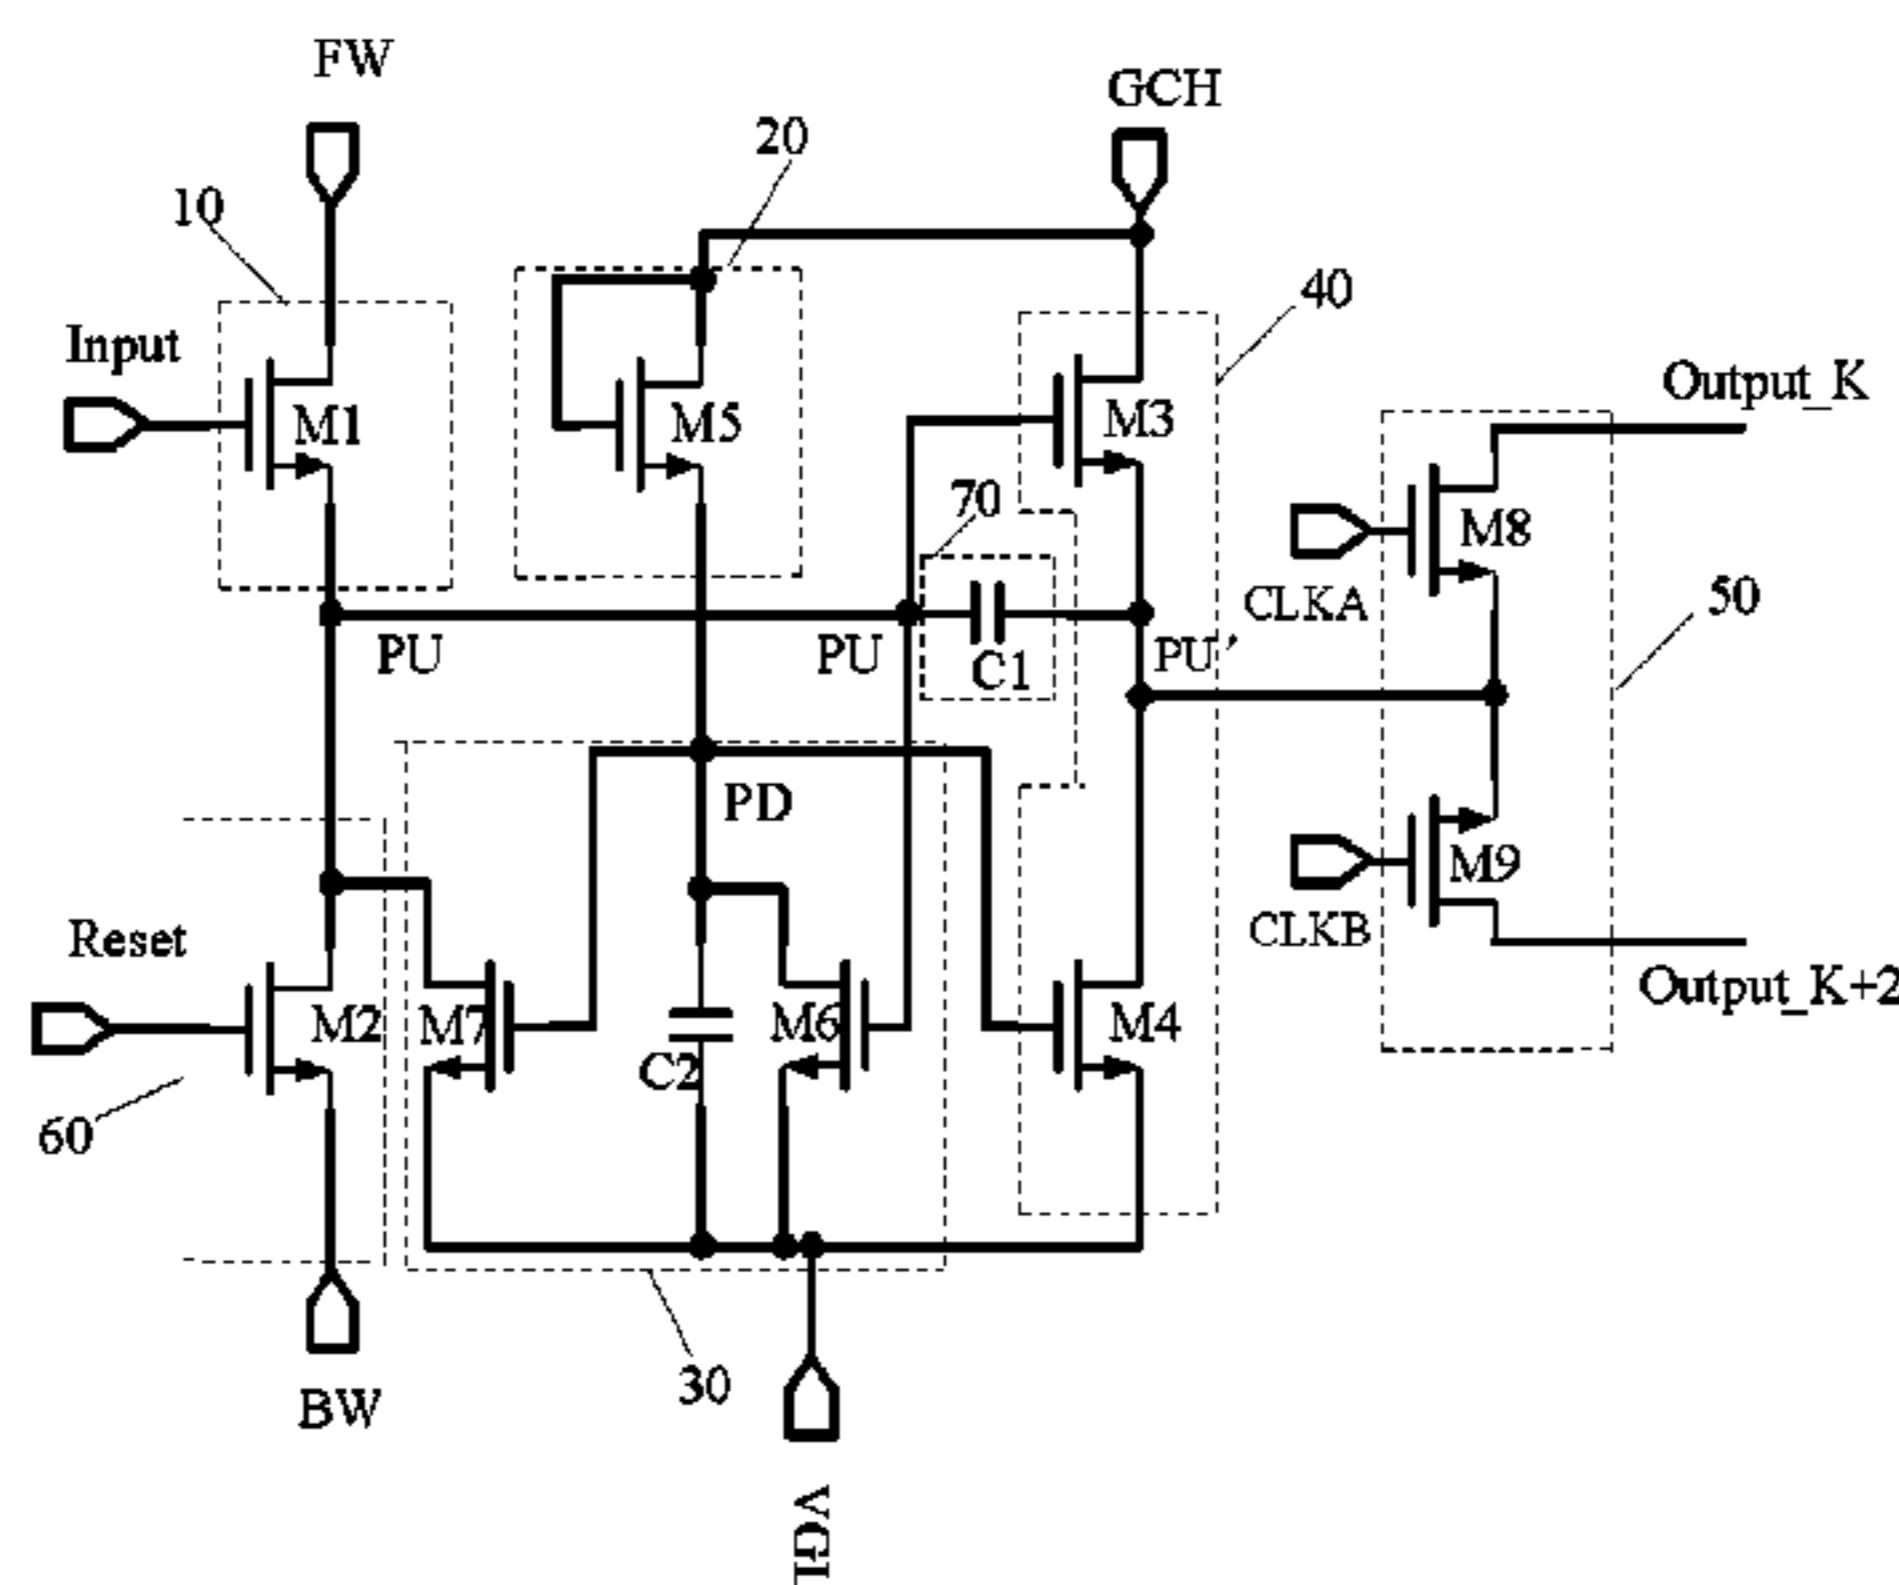 FW
GCH
20
10
40
Input
Output_K
M1
M5
M3
70
M8
CLKA
50
PU
PU
C1
PU'
PD
M9
CLKB
Reset
Output_K+2
M2
M7
M6
M4
C2
60
30
BW
VGL